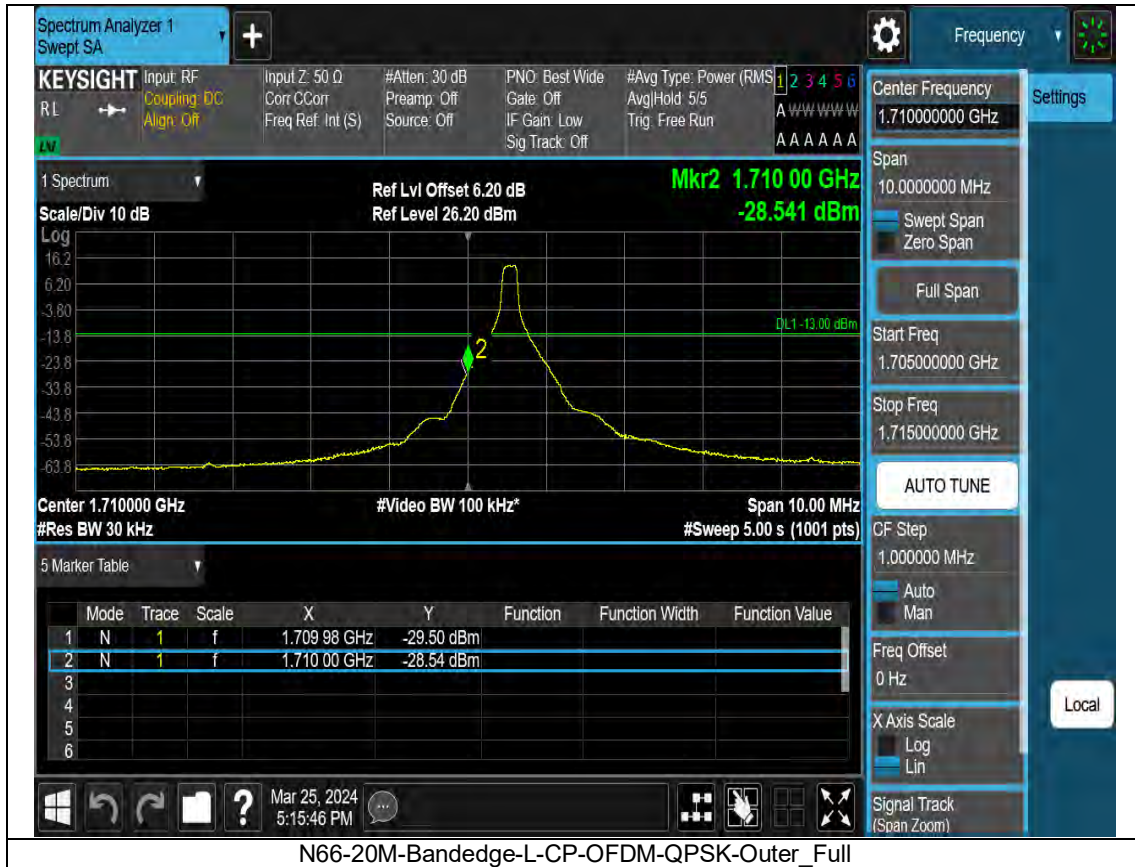 Spectrum Analyzer 1
Swept SA
+
Frequency
KEYSIGHT
RL
LXI
Input: RF
Coupling: DC
Align: Off
Input Z: 50 Ω
Corr CCorr
Freq Ref: Int (S)
#Atten: 30 dB
Preamp: Off
Source: Off
PNO: Best Wide
Gate: Off
IF Gain: Low
Sig Track: Off
#Avg Type: Power (RMS
Avg|Hold: 5/5
Trig: Free Run
1 2 3 4 5 6
A W W W W W
A A A A A A
Center Frequency
1.710000000 GHz
Settings
Span
10.0000000 MHz
Swept Span
Zero Span
Full Span
Start Freq
1.705000000 GHz
Stop Freq
1.715000000 GHz
AUTO TUNE
CF Step
1.000000 MHz
Auto
Man
Freq Offset
0 Hz
X Axis Scale
Log
Lin
Signal Track
(Span Zoom)
Local
1 Spectrum
Scale/Div 10 dB
Ref Lvl Offset 6.20 dB
Ref Level 26.20 dBm
Mkr2 1.710 00 GHz
-28.541 dBm
Log
16.2
6.20
-3.80
-13.8
-23.8
-33.8
-43.8
-53.8
-63.8
DL1 -13.00 dBm
2
Center 1.710000 GHz
#Res BW 30 kHz
#Video BW 100 kHz*
Span 10.00 MHz
#Sweep 5.00 s (1001 pts)
5 Marker Table
Mode Trace Scale X Y Function Function Width Function Value
1 N 1 f 1.709 98 GHz -29.50 dBm
2 N 1 f 1.710 00 GHz -28.54 dBm
3
4
5
6
?
Mar 25, 2024
5:15:46 PM
N66-20M-Bandedge-L-CP-OFDM-QPSK-Outer_Full